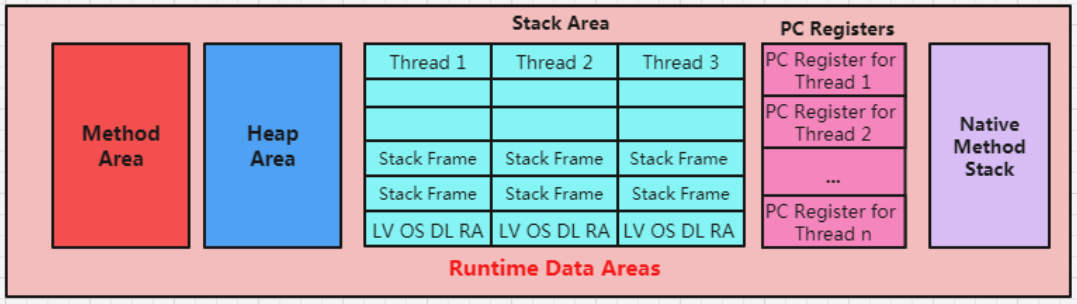 Stack Area
PC Registers
Method
Area
Heap
Area
Thread 1 Thread 2 Thread 3
Stack Frame Stack Frame Stack Frame
Stack Frame Stack Frame Stack Frame
LV OS DL RA LV OS DL RA LV OS DL RA
PC Register for
Thread 1
PC Register for
Thread 2
...
PC Register for
Thread n
Native
Method
Stack
Runtime Data Areas